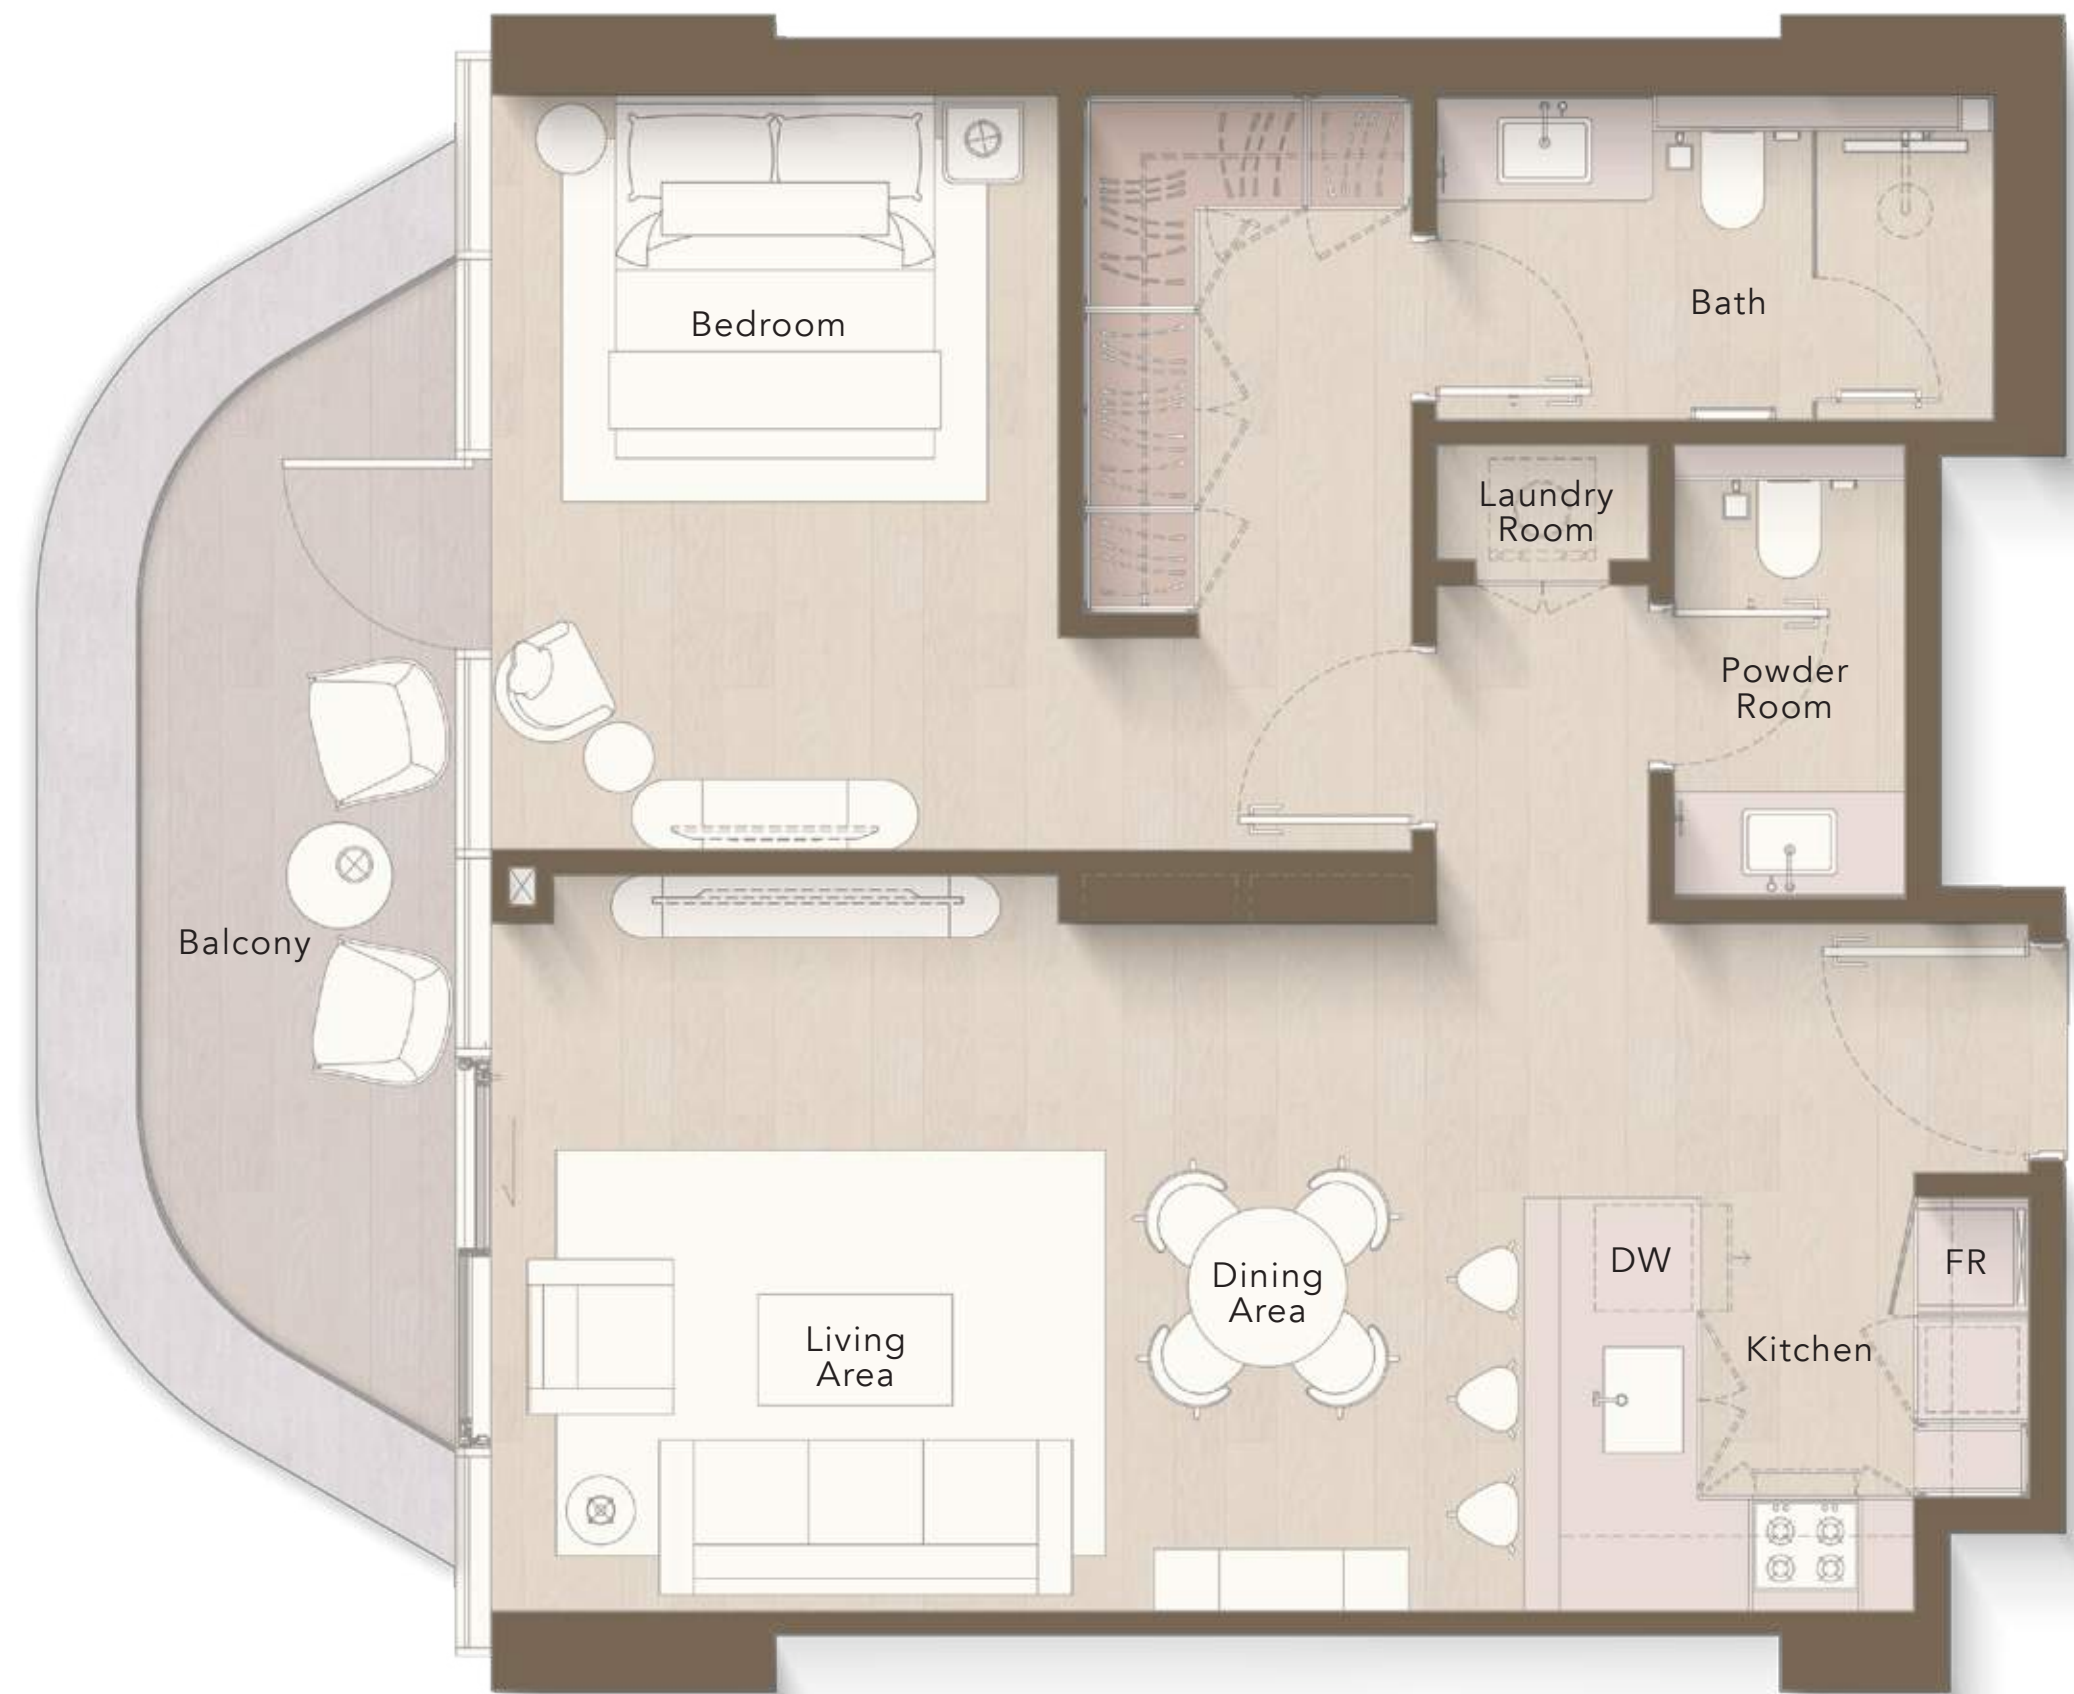 Bedroom
Bath
Laundry
Room
Powder
Room
Balcony
DW
FR
Dining
Area
Living
Area
Kitchen